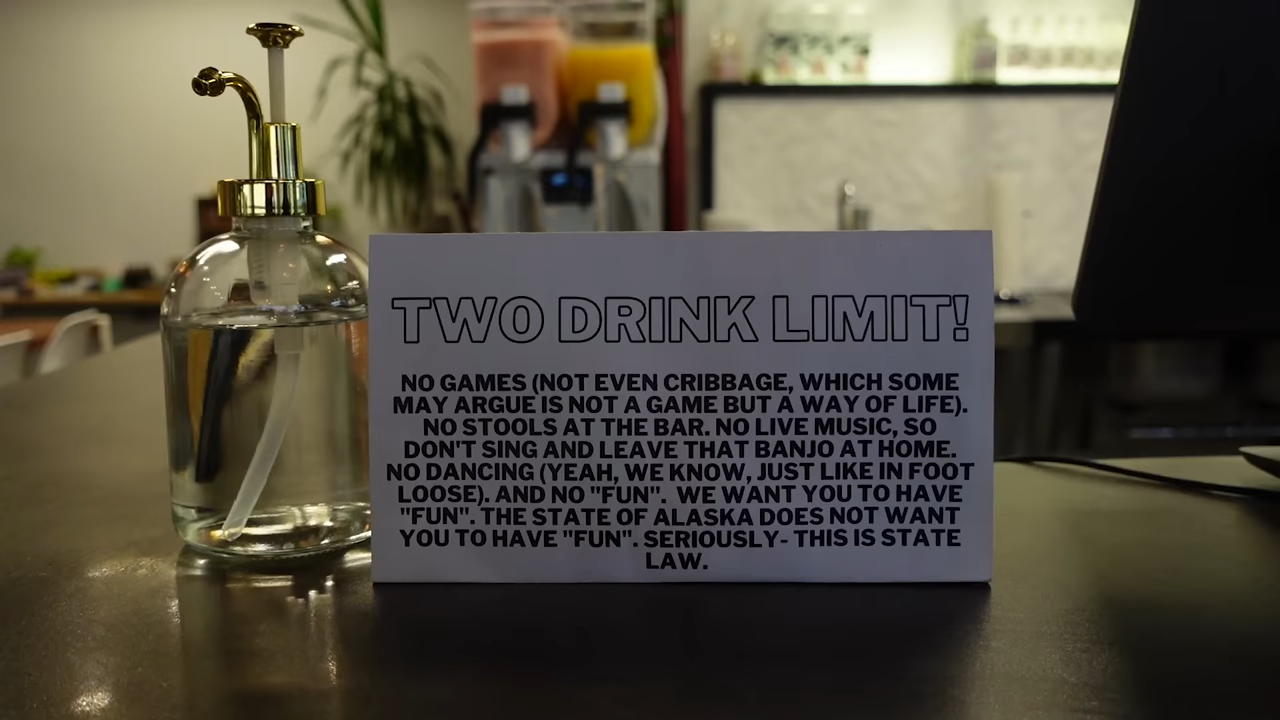 TWO DRINK LIMIT!
NO GAMES (NOT EVEN CRIBBAGE, WHICH SOME
MAY ARGUE IS NOT A GAME BUT A WAY OF LIFE).
NO STOOLS AT THE BAR. NO LIVE MUSIC, SO
DON'T SING AND LEAVE THAT BANJO AT HOME.
NO DANCING (YEAH, WE KNOW, JUST LIKE IN FOOT
LOOSE). AND NO "FUN". WE WANT YOU TO HAVE
"FUN". THE STATE OF ALASKA DOES NOT WANT
YOU TO HAVE "FUN". SERIOUSLY- THIS IS STATE
LAW.